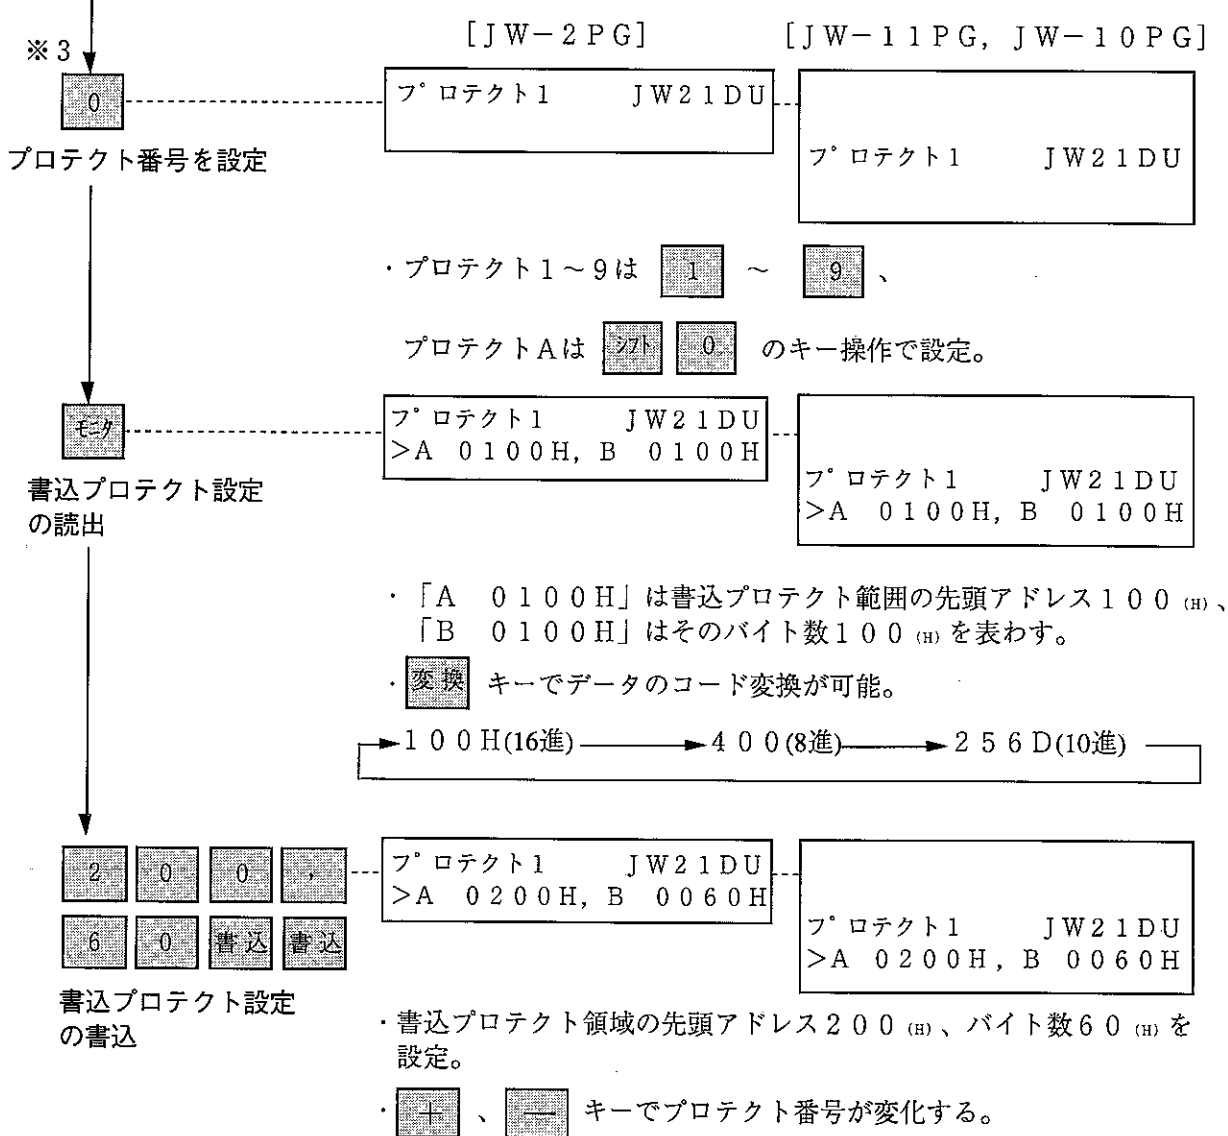 [JW-2PG] [JW-11PG, JW-10PG]
※3
0
プロテクト1 JW21DU
プロテクト1 JW21DU
プロテクト番号を設定
・プロテクト1～9は 1 ～ 9 、
プロテクトAは シフト 0 のキー操作で設定。
モニタ
プロテクト1 JW21DU
>A 0100H, B 0100H
プロテクト1 JW21DU
>A 0100H, B 0100H
書込プロテクト設定
の読出
・「A 0100H」は書込プロテクト範囲の先頭アドレス100(H)、
「B 0100H」はそのバイト数100(H)を表わす。
・変換 キーでデータのコード変換が可能。
100H(16進) 400(8進) 256D(10進)
2 0 0 ,
6 0 書込 書込
プロテクト1 JW21DU
>A 0200H, B 0060H
プロテクト1 JW21DU
>A 0200H, B 0060H
書込プロテクト設定
の書込
・書込プロテクト領域の先頭アドレス200(H)、バイト数60(H)を
設定。
・+ 、 － キーでプロテクト番号が変化する。